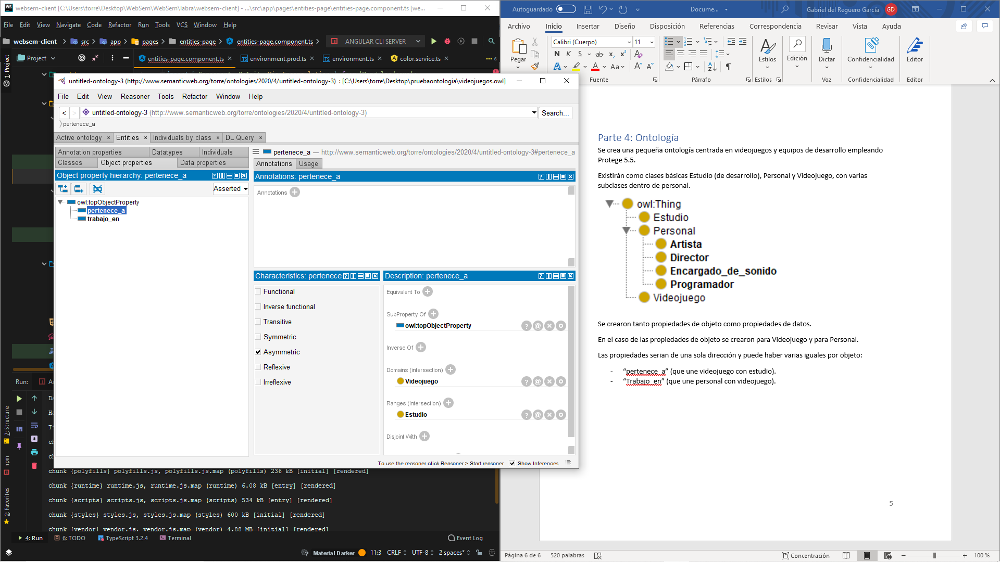 websem-client [C:\Users\torre\Desktop\WebSem\WebSem\labra\websem-client] - ...\src\app\pages\entities-page\entities-page.component.ts [we...
File Edit View Navigate Code Refactor Run Tools VCS Window Help
websem-client src app pages entities-page entities-page.component.ts ANGULAR CLI SERVER
Project entities-page.component.ts environment.prod.ts environment.ts color.service.ts 6
1: Project
untitled-ontology-3 (http://www.semanticweb.org/torre/ontologies/2020/4/untitled-ontology-3) : [C:\Users\torre\Desktop\pruebaontologia\videojuegos.owl]
File Edit View Reasoner Tools Refactor Window Help
< > untitled-ontology-3 (http://www.semanticweb.org/torre/ontologies/2020/4/untitled-ontology-3) Search...
pertenece_a
Active ontology × Entities × Individuals by class × DL Query ×
Annotation properties Datatypes Individuals
Classes Object properties Data properties
Object property hierarchy: pertenece_a
Asserted
owl:topObjectProperty
pertenece_a
trabajo_en
pertenece_a — http://www.semanticweb.org/torre/ontologies/2020/4/untitled-ontology-3#pertenece_a
Annotations Usage
Annotations: pertenece_a
Annotations
Characteristics: pertenece
Functional
Inverse functional
Transitive
Symmetric
Asymmetric
Reflexive
Irreflexive
Description: pertenece_a
Equivalent To
SubProperty Of
owl:topObjectProperty
Inverse Of
Domains (intersection)
Videojuego
Ranges (intersection)
Estudio
Disjoint With
To use the reasoner click Reasoner > Start reasoner Show Inferences
Run:
7: Structure
npm
2: Favorites
chunk {polyfills} polyfills.js, polyfills.js.map (polyfills) 236 kB [initial] [rendered]
chunk {runtime} runtime.js, runtime.js.map (runtime) 6.08 kB [entry] [rendered]
chunk {scripts} scripts.js, scripts.js.map (scripts) 534 kB [entry] [rendered]
chunk {styles} styles.js, styles.js.map (styles) 600 kB [initial] [rendered]
chunk {vendor} vendor.js, vendor.js.map (vendor) 4.88 MB [initial] [rendered]
4: Run 6: TODO TypeScript 3.2.4 Terminal Event Log
Material Darker 11:3 CRLF UTF-8 2 spaces*
Autoguardado Docume... Gabriel del Reguero García GD
Archivo Inicio Insertar Diseño Disposición Referencias Correspondencia Revisar Vista Ayuda
Calibri (Cuerpo) 11
N K S ab x₂ x²
Pegar Estilos Edición Dictar Confidencialidad Editor
Fuente Párrafo Estilos Voz Confidencialidad Editor
Parte 4: Ontología
Se crea una pequeña ontología centrada en videojuegos y equipos de desarrollo empleando
Protege 5.5.
Existirán como clases básicas Estudio (de desarrollo), Personal y Videojuego, con varias
subclases dentro de personal.
owl:Thing
Estudio
Personal
Artista
Director
Encargado_de_sonido
Programador
Videojuego
Se crearon tanto propiedades de objeto como propiedades de datos.
En el caso de las propiedades de objeto se crearon para Videojuego y para Personal.
Las propiedades serian de una sola dirección y puede haber varias iguales por objeto:
- “pertenece_a” (que une videojuego con estudio).
- “Trabajo_en” (que une personal con videojuego).
5
Página 6 de 6 520 palabras Concentración 100 %